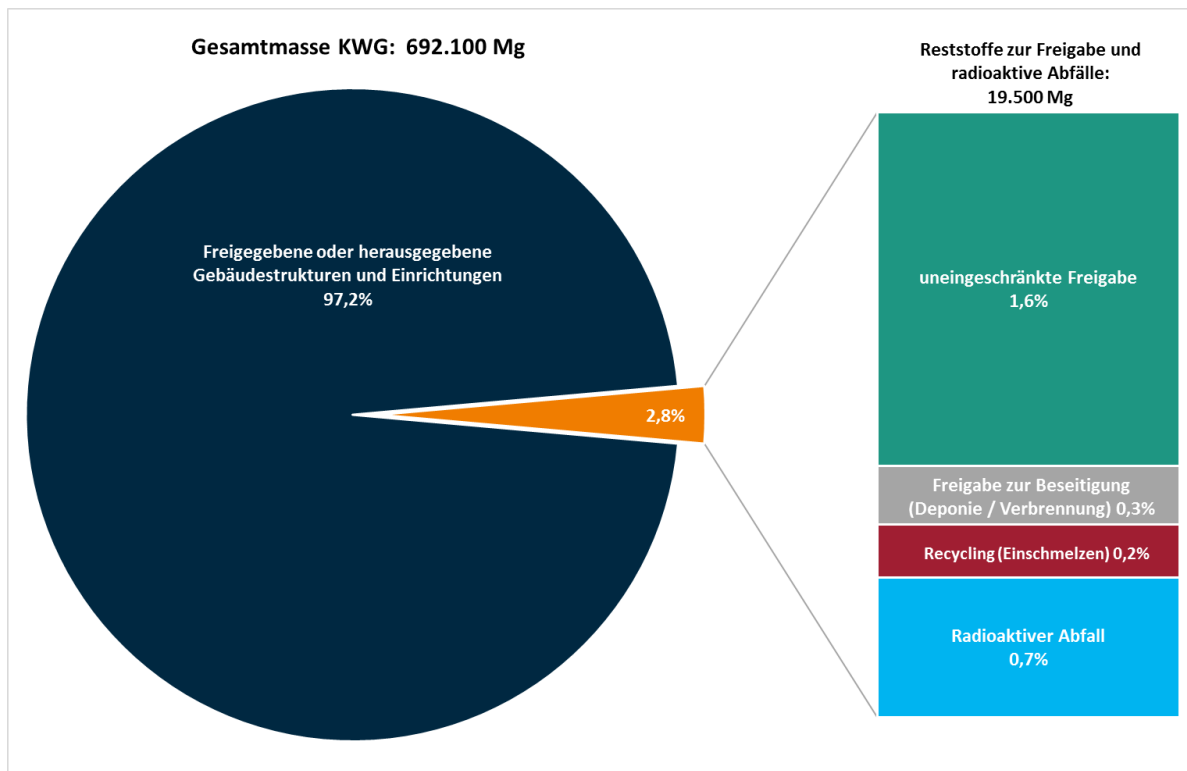 Gesamtmasse KWG: 692.100 Mg
Freigegebene oder herausgegebene
Gebäudestrukturen und Einrichtungen
97,2%
2,8%
Reststoffe zur Freigabe und
radioaktive Abfälle:
19.500 Mg
uneingeschränkte Freigabe
1,6%
Freigabe zur Beseitigung
(Deponie / Verbrennung) 0,3%
Recycling (Einschmelzen) 0,2%
Radioaktiver Abfall
0,7%